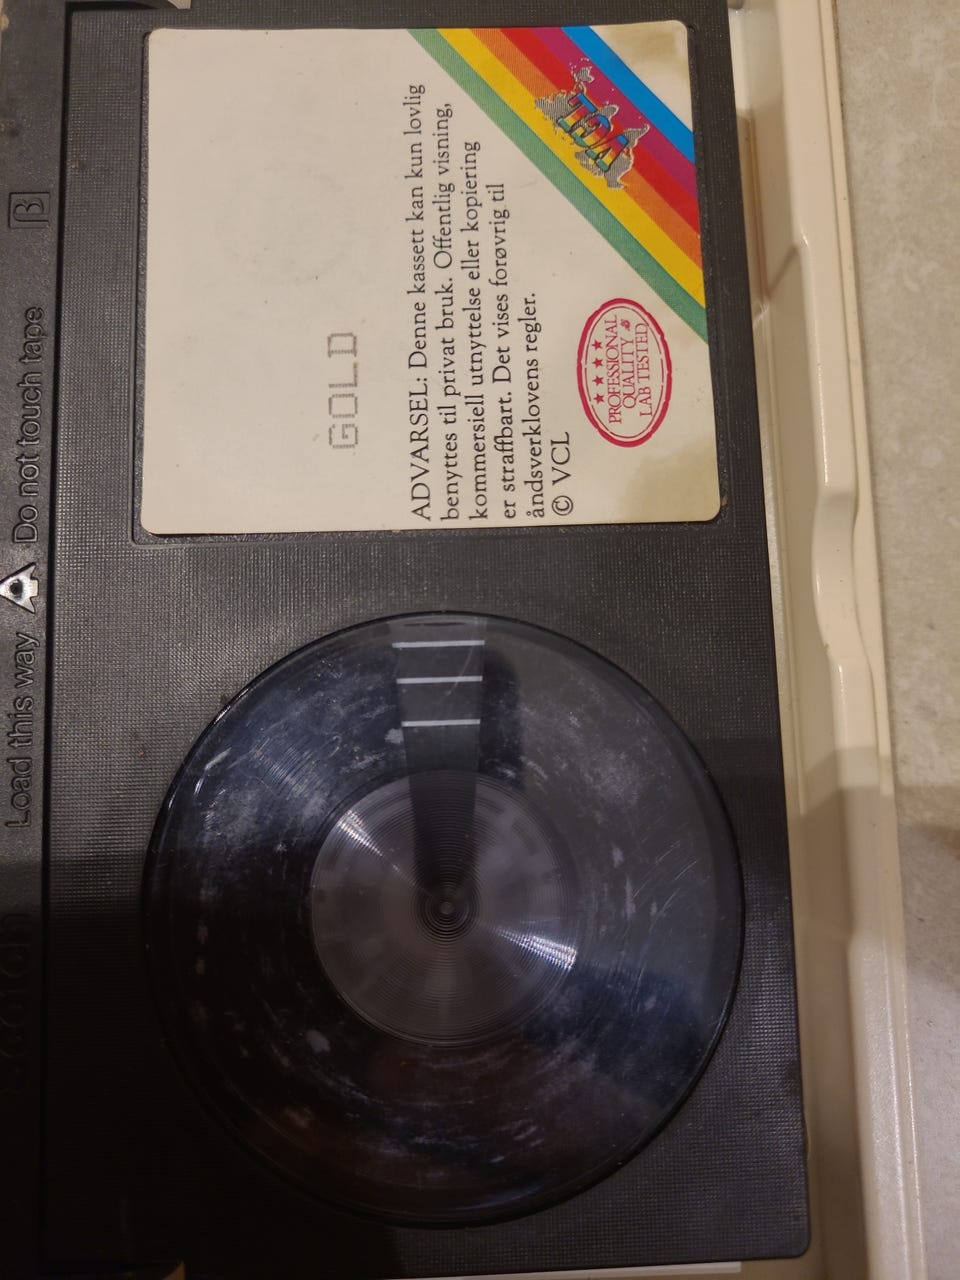 Load this way
Do not touch tape
β
GOLD
ADVARSEL: Denne kassett kan kun lovlig
benyttes til privat bruk. Offentlig visning,
kommersiell utnyttelse eller kopiering
er straffbart. Det vises forøvrig til
åndsverklovens regler.
© VCL
VCL
PROFESSIONAL
QUALITY
LAB TESTED